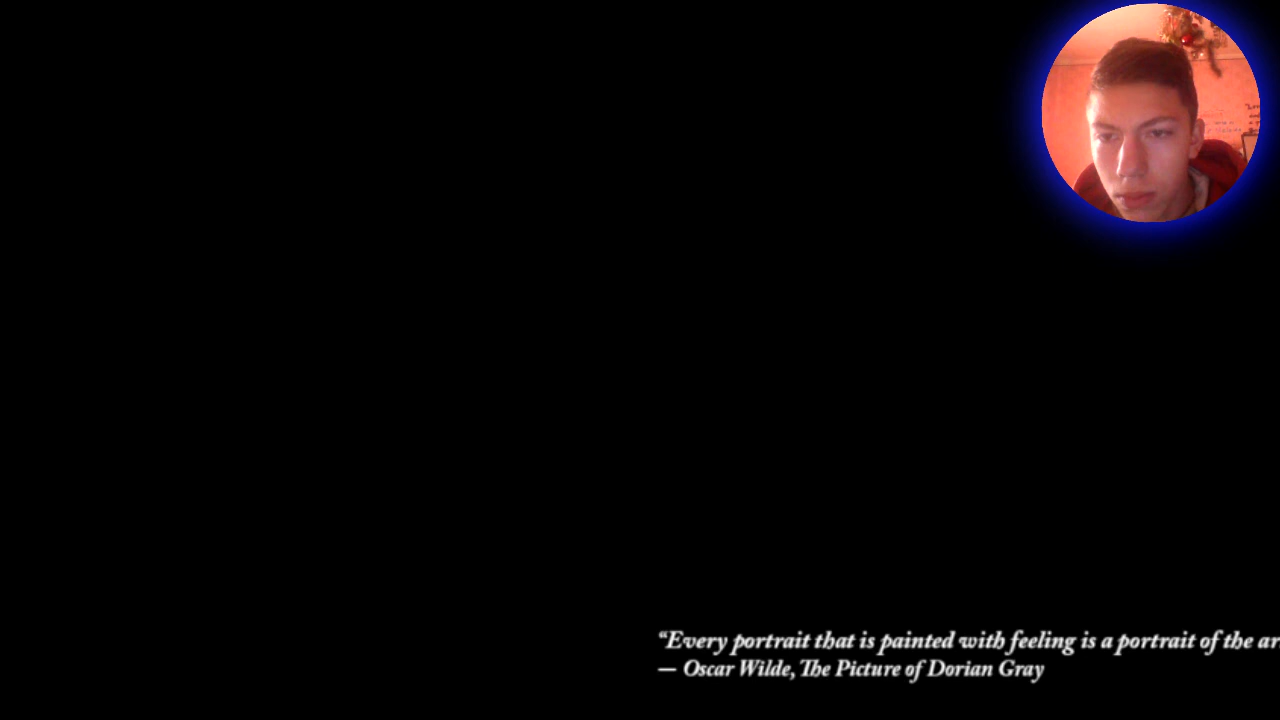 “Every portrait that is painted with feeling is a portrait of the
— Oscar Wilde, The Picture of Dorian Gray